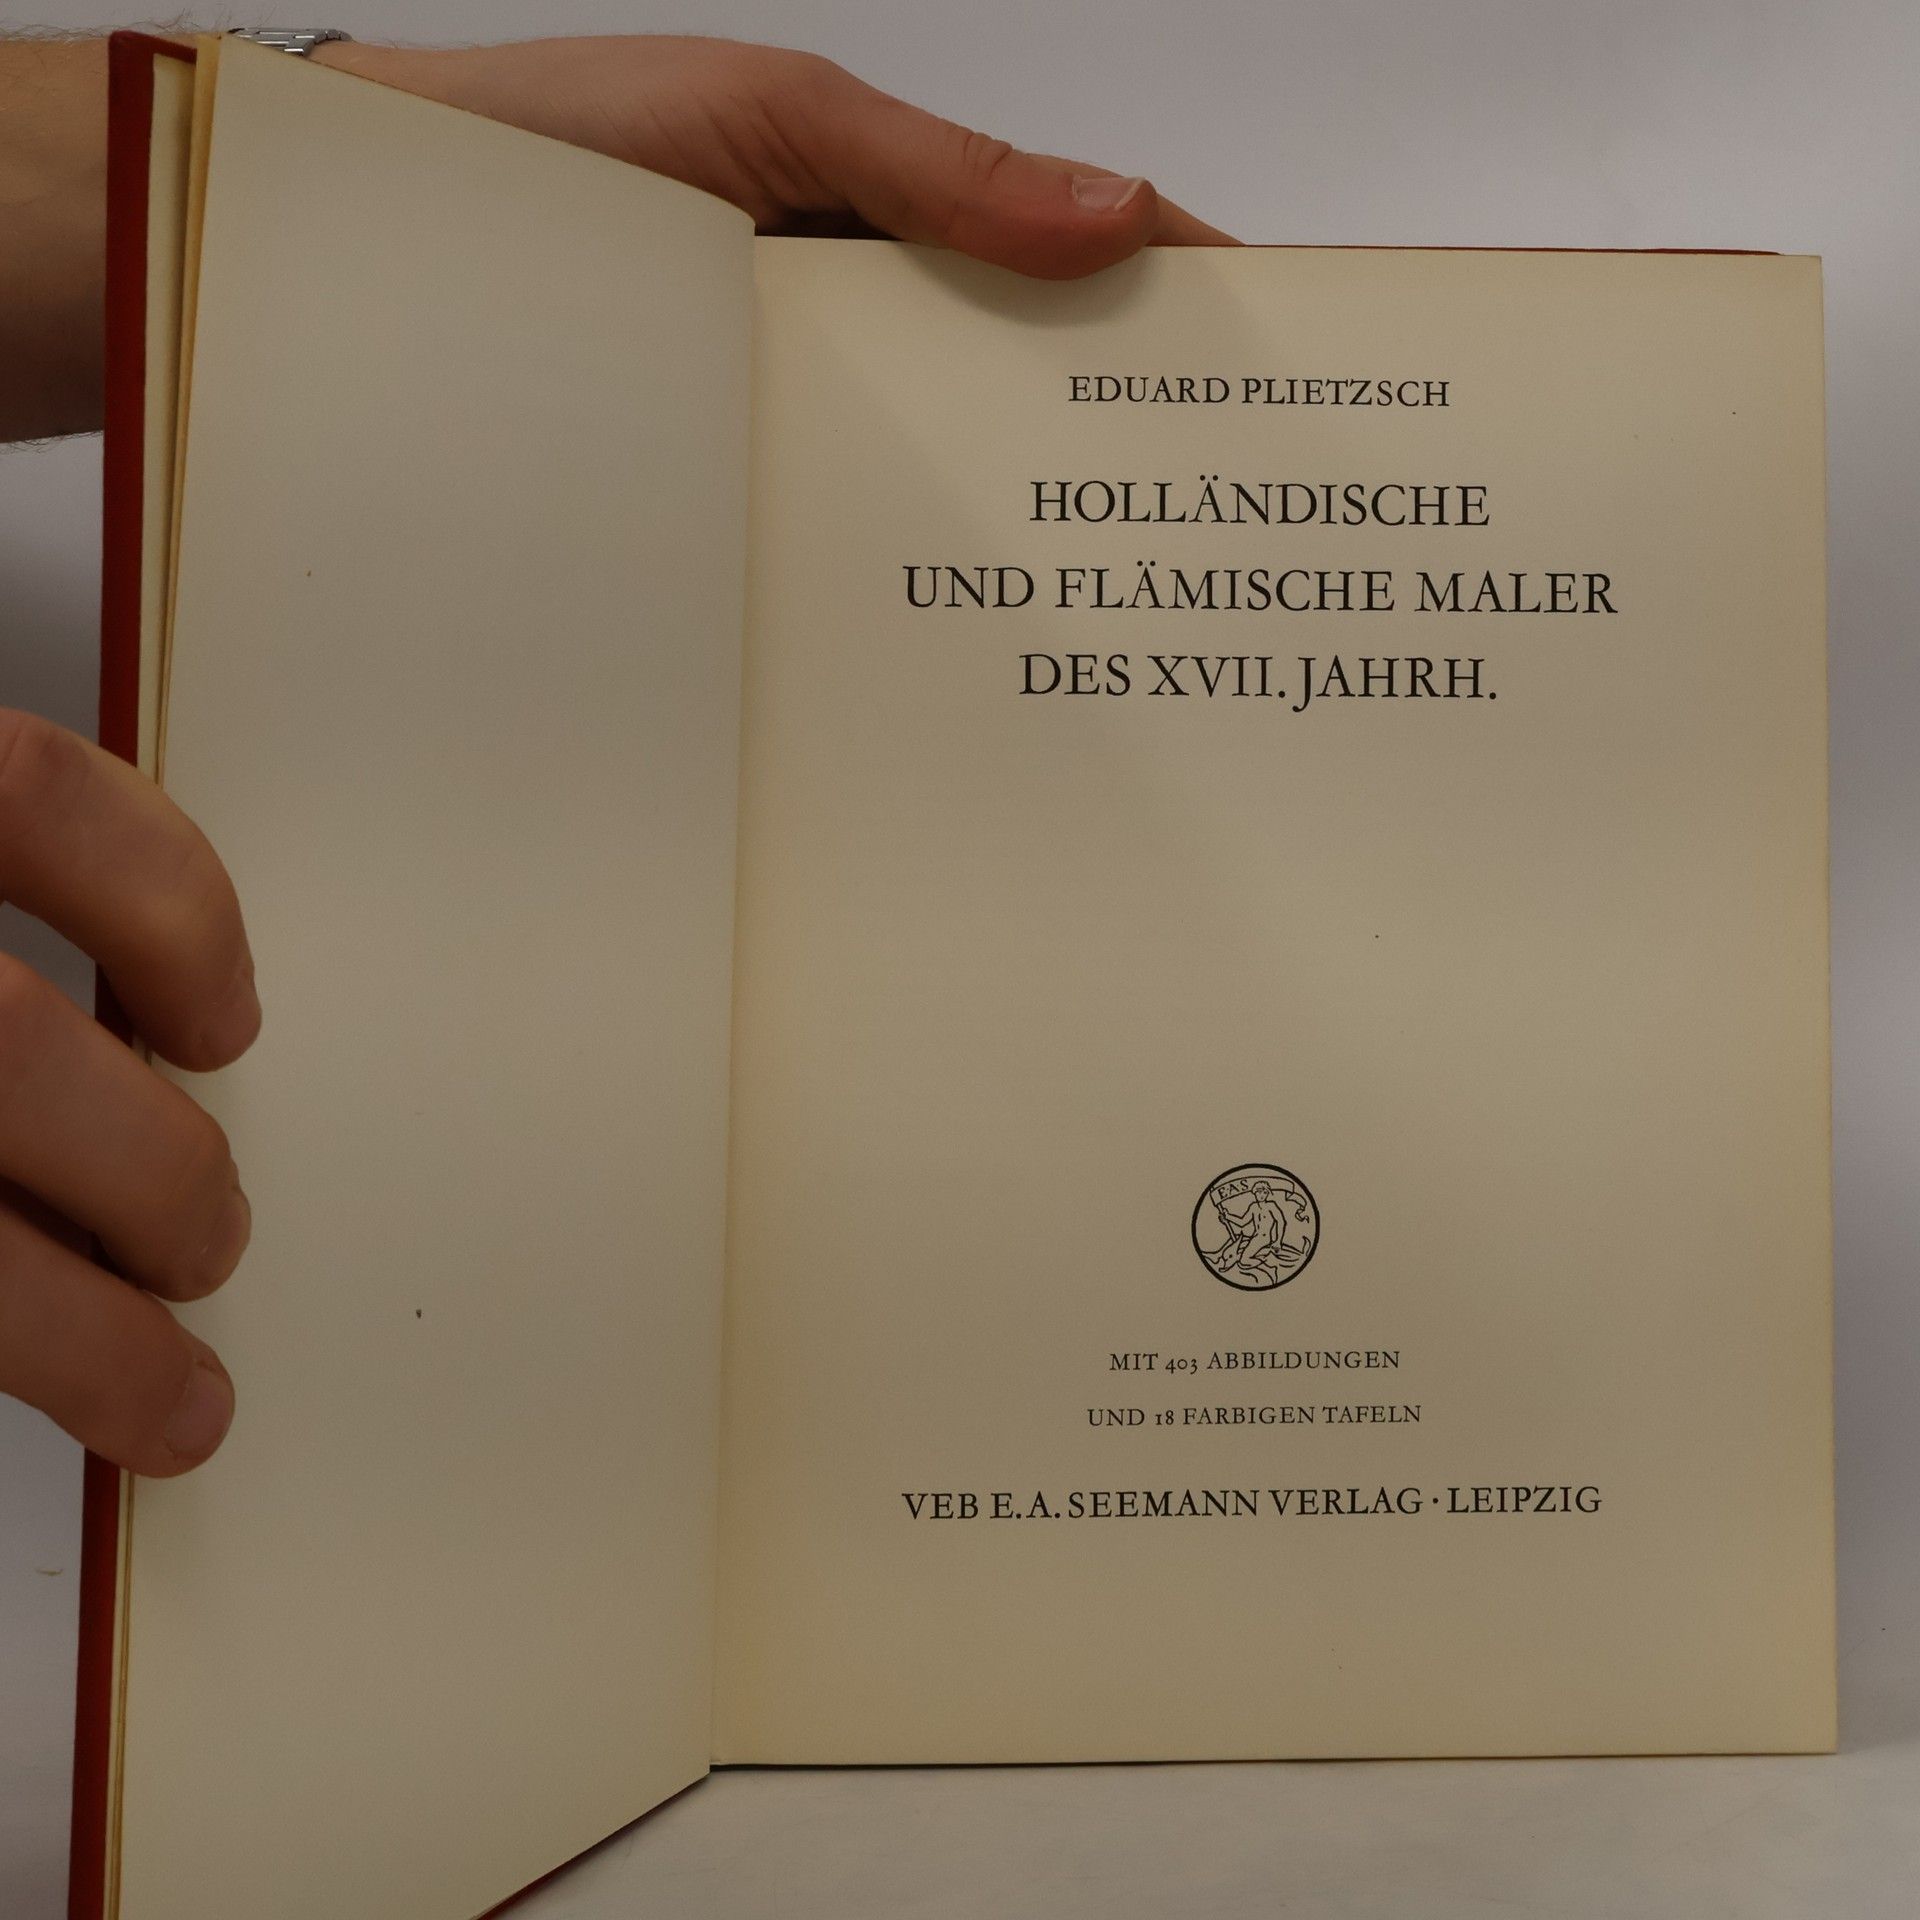 EDUARD PLIETZSCH
HOLLÄNDISCHE
UND FLÄMISCHE MALER
DES XVII. JAHRH.
EAS
MIT 403 ABBILDUNGEN
UND 18 FARBIGEN TAFELN
VEB E. A. SEEMANN VERLAG · LEIPZIG